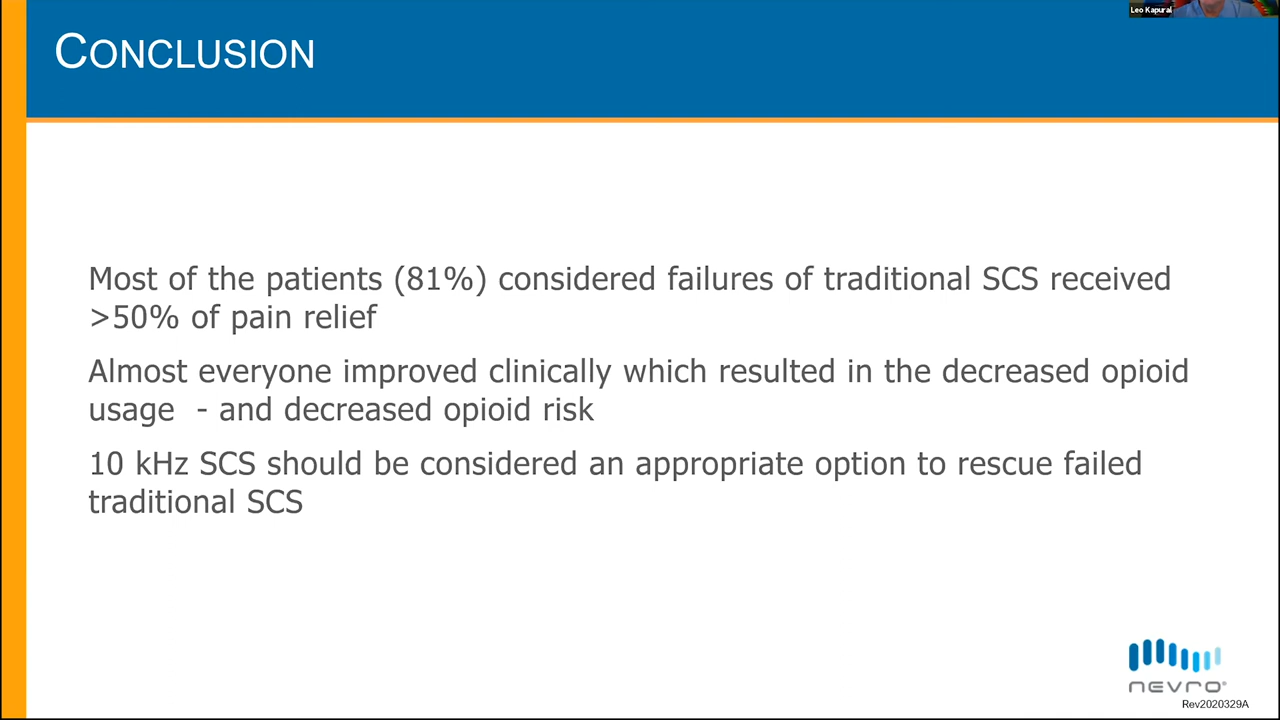 Leo Kapural
CONCLUSION
Most of the patients (81%) considered failures of traditional SCS received
>50% of pain relief
Almost everyone improved clinically which resulted in the decreased opioid
usage  - and decreased opioid risk
10 kHz SCS should be considered an appropriate option to rescue failed
traditional SCS
nevro®
Rev2020329A